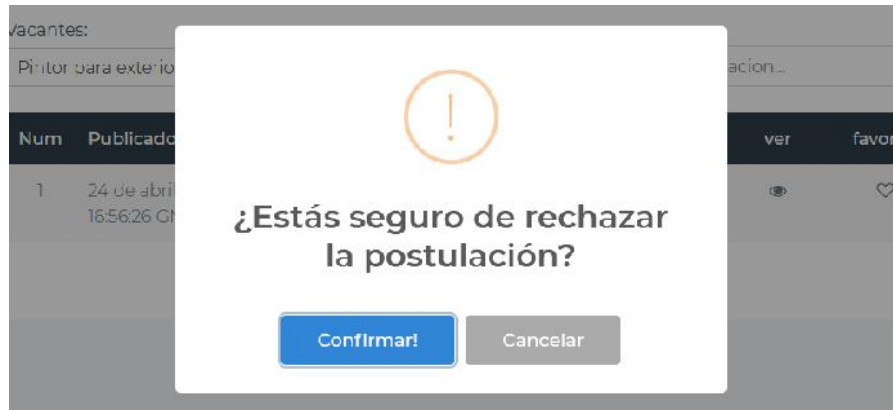 Vacantes:
Pintor para exterio
acion...
Num Publicado ver favor
1 24 de abril
16:56:26 GM
!
¿Estás seguro de rechazar
la postulación?
Confirmar! Cancelar